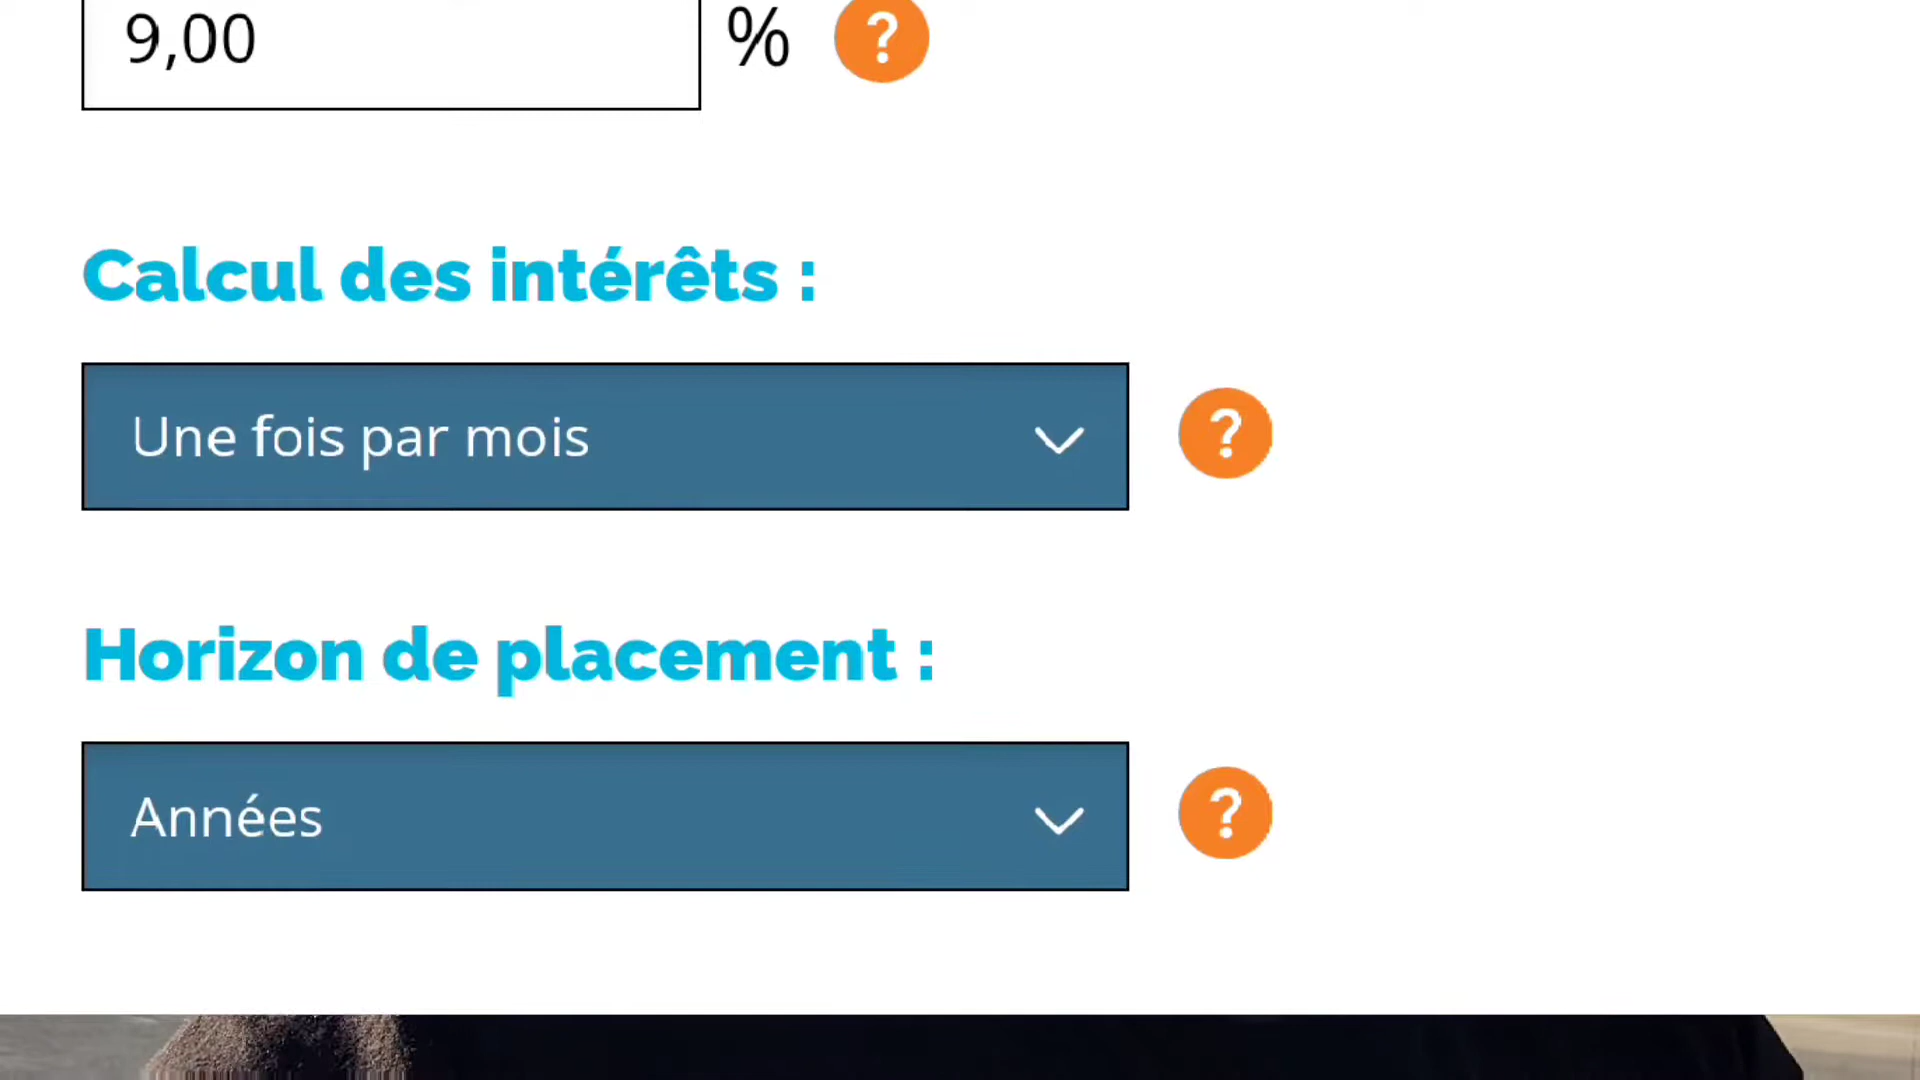 9,00 % ?
Calcul des intérêts :
Une fois par mois ?
Horizon de placement :
Années ?